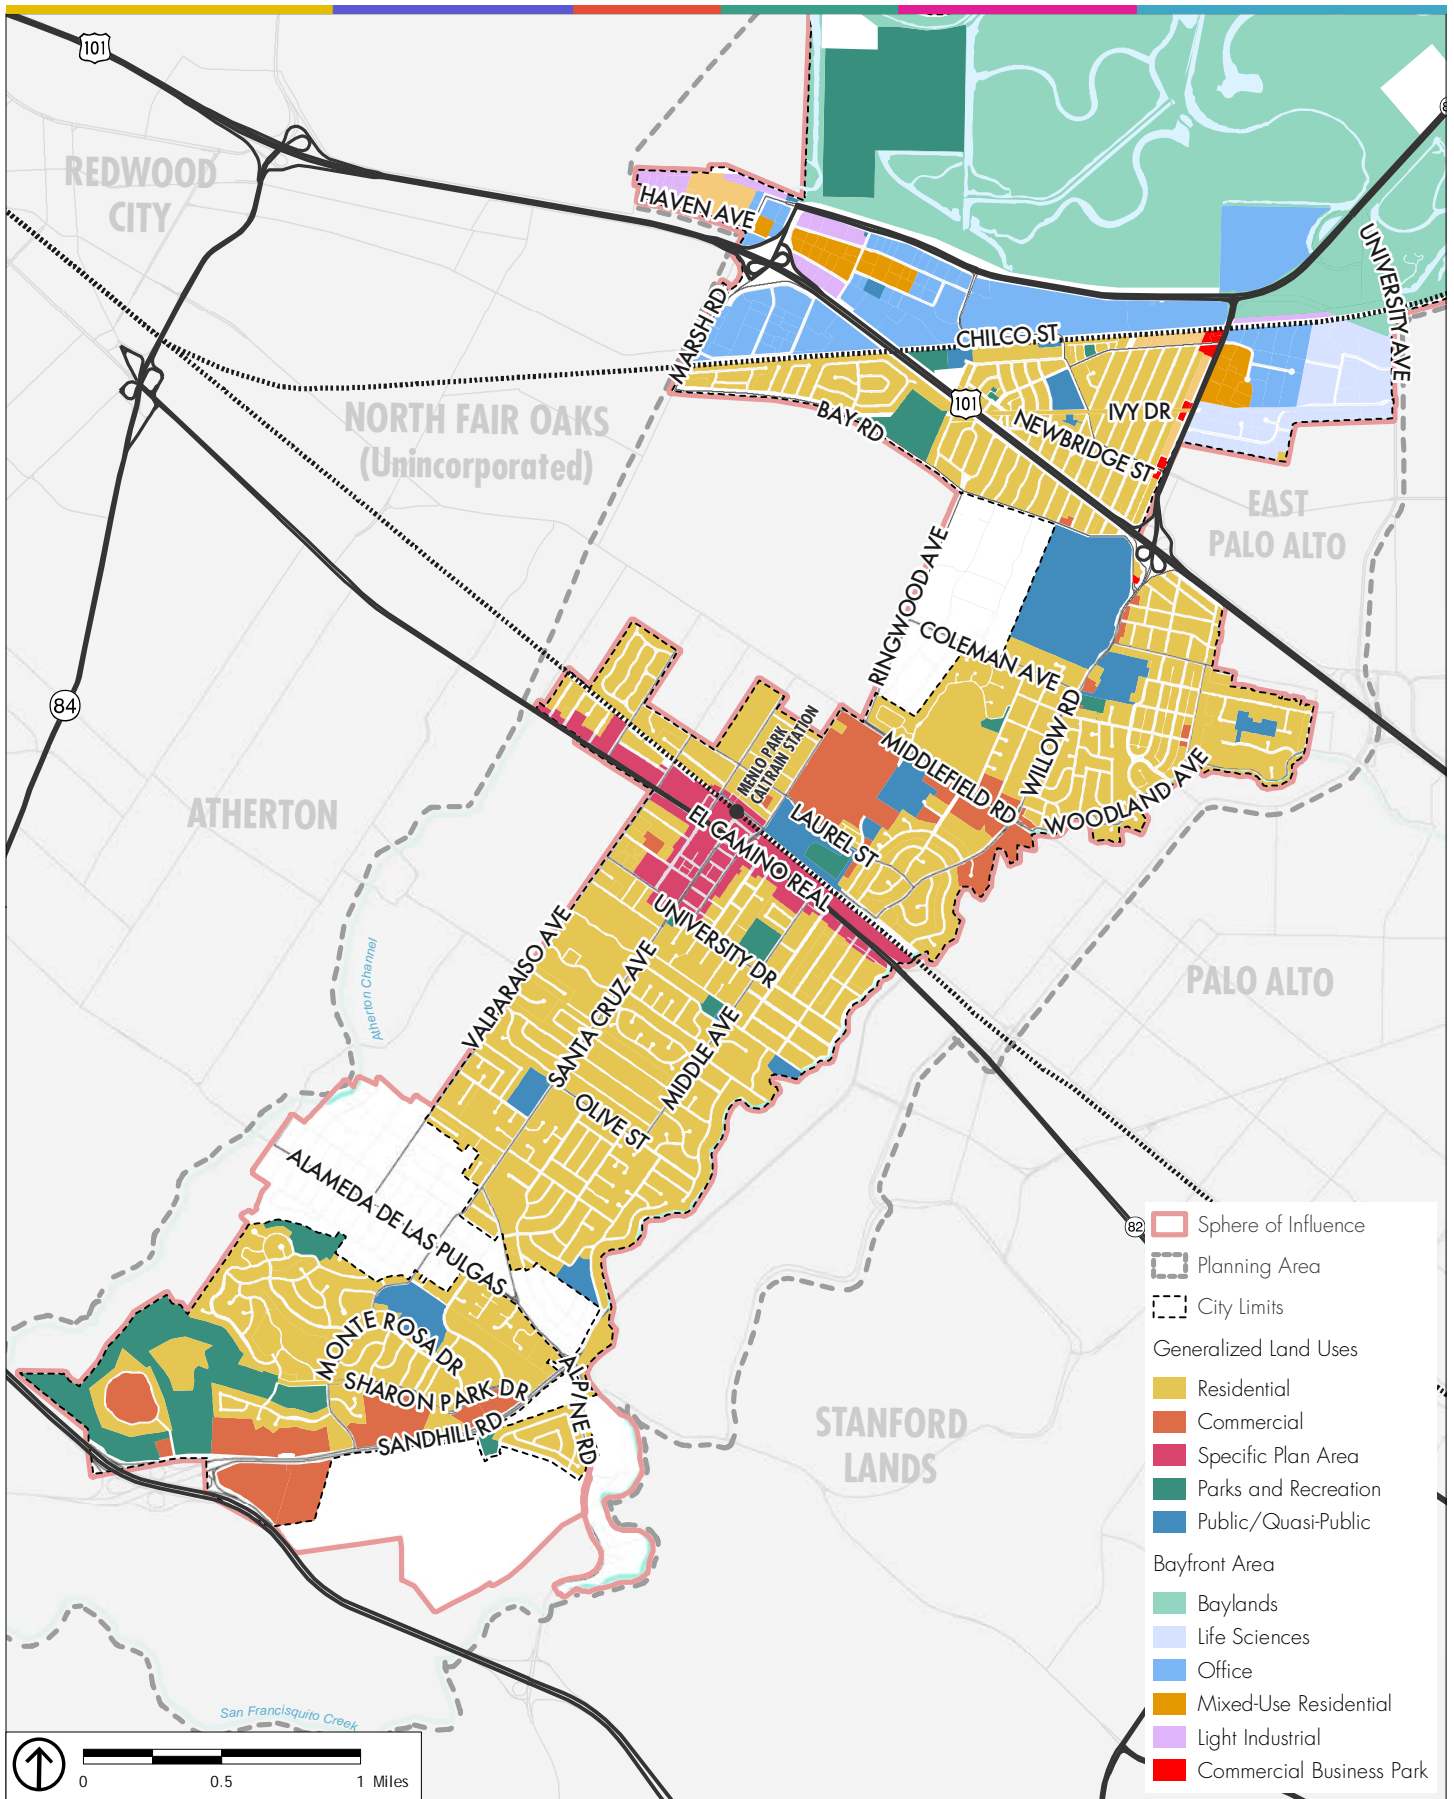 101
REDWOOD
CITY
HAVEN AVE
UNIVERSITY AVE
MARSH RD
CHILCO ST
NORTH FAIR OAKS
(Unincorporated)
BAY RD
101
IVY DR
NEWBRIDGE ST
EAST
PALO ALTO
RINGWOOD AVE
COLEMAN AVE
84
MENLO PARK
CALTRAIN STATION
WILLOW RD
MIDDLEFIELD RD
WOODLAND AVE
ATHERTON
LAUREL ST
EL CAMINO REAL
UNIVERSITY DR
VALPARAISO AVE
SANTA CRUZ AVE
MIDDLE AVE
Atherton Channel
PALO ALTO
OLIVE ST
ALAMEDA DE LAS PULGAS
82
MONTE ROSA DR
SHARON PARK DR
SANDHILL RD
ALPINE RD
STANFORD
LANDS
San Francisquito Creek
Sphere of Influence
Planning Area
City Limits
Generalized Land Uses
Residential
Commercial
Specific Plan Area
Parks and Recreation
Public/Quasi-Public
Bayfront Area
Baylands
Life Sciences
Office
Mixed-Use Residential
Light Industrial
Commercial Business Park
0 0.5 1 Miles